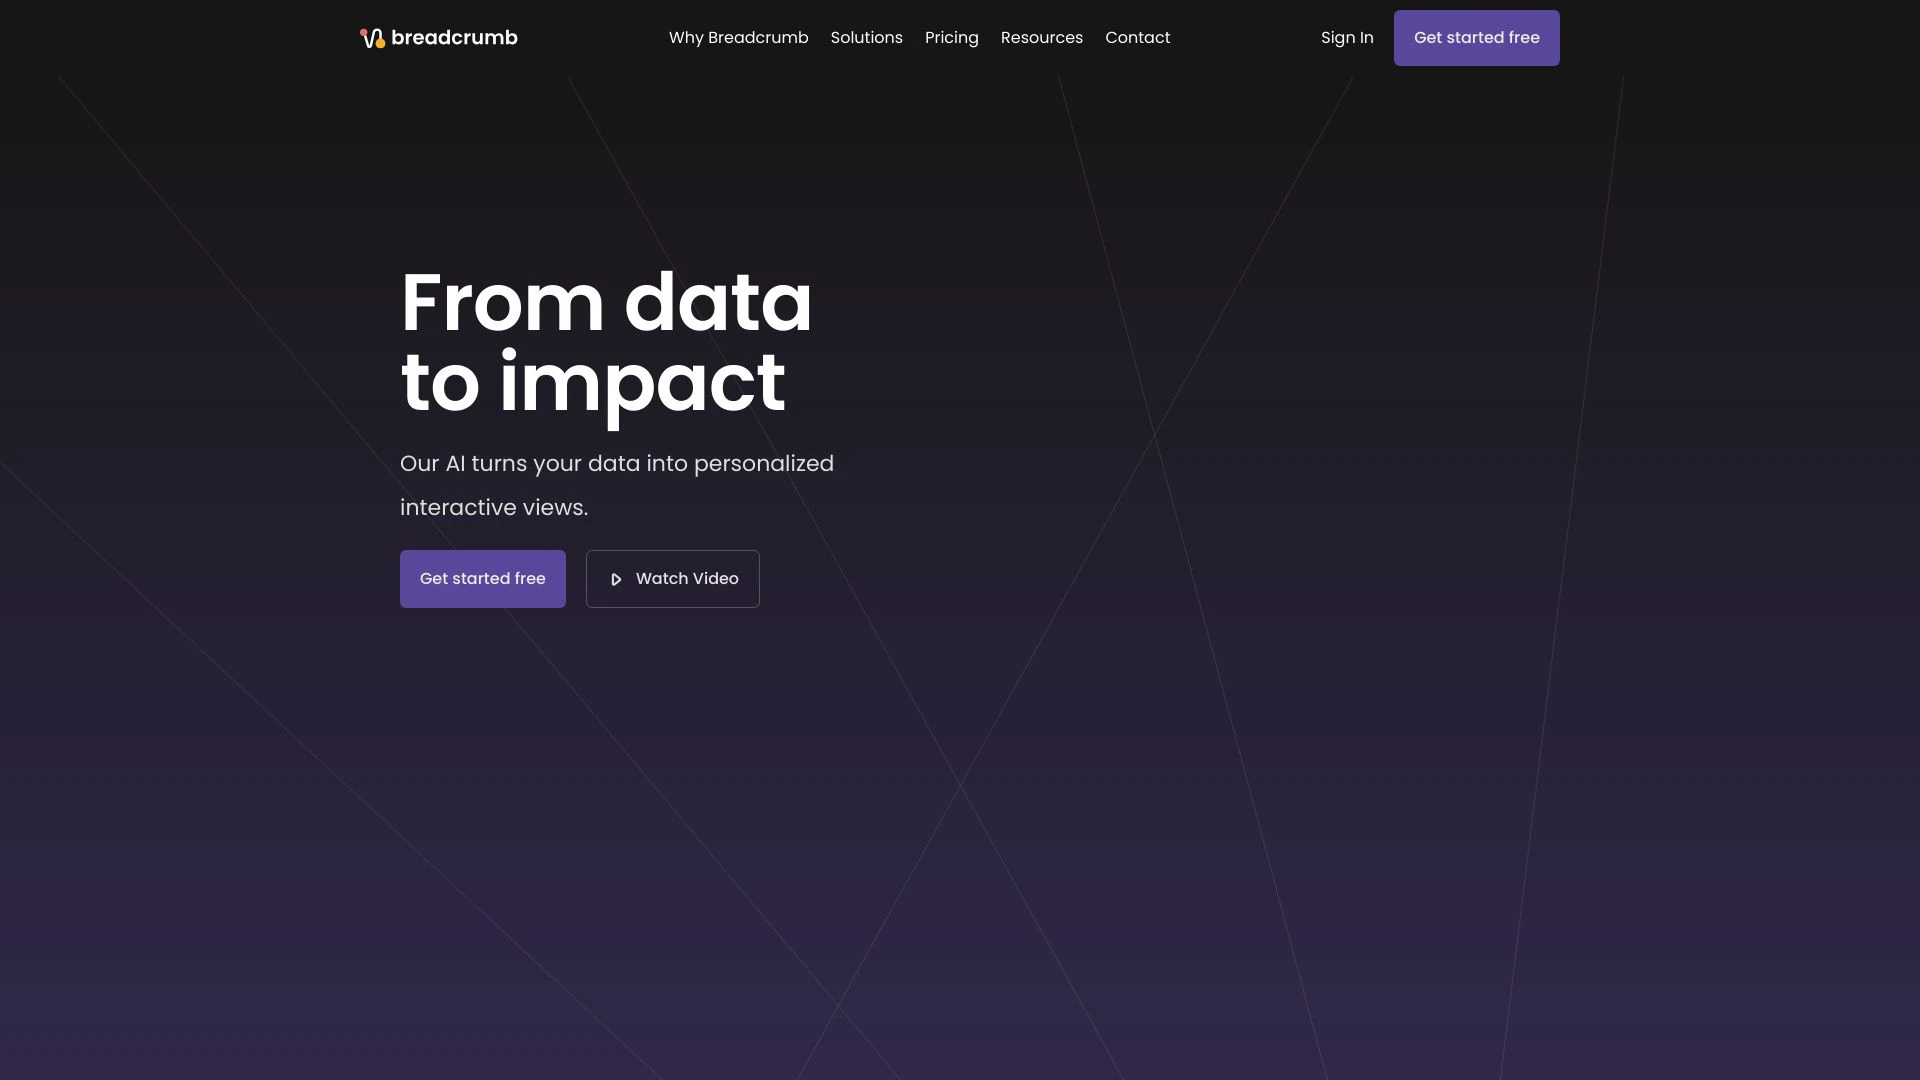 breadcrumb
Why Breadcrumb
Solutions
Pricing
Resources
Contact
Sign In
Get started free
From data
to impact
Our AI turns your data into personalized
interactive views.
Get started free
Watch Video